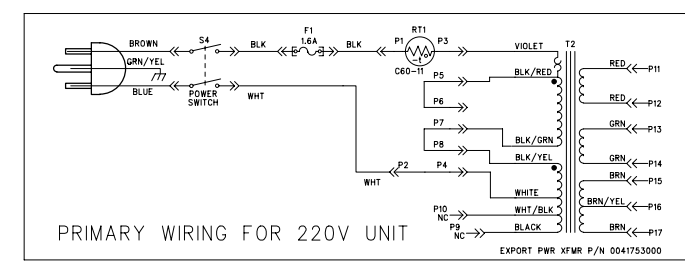 F1
1.6A
RT1
S4
P1
P3
T2
BROWN
BLK
BLK
VIOLET
GRN/YEL
-t
C60-11
BLK/RED
RED
P11
P5
BLUE
POWER
SWITCH
WHT
P6
RED
P12
P7
GRN
P13
BLK/GRN
P8
BLK/YEL
GRN
P14
P2
P4
BRN
P15
WHT
WHITE
BRN/YEL
P16
P10
NC
WHT/BLK
P9
NC
BLACK
BRN
P17
PRIMARY WIRING FOR 220V UNIT
EXPORT PWR XFMR P/N 0041753000